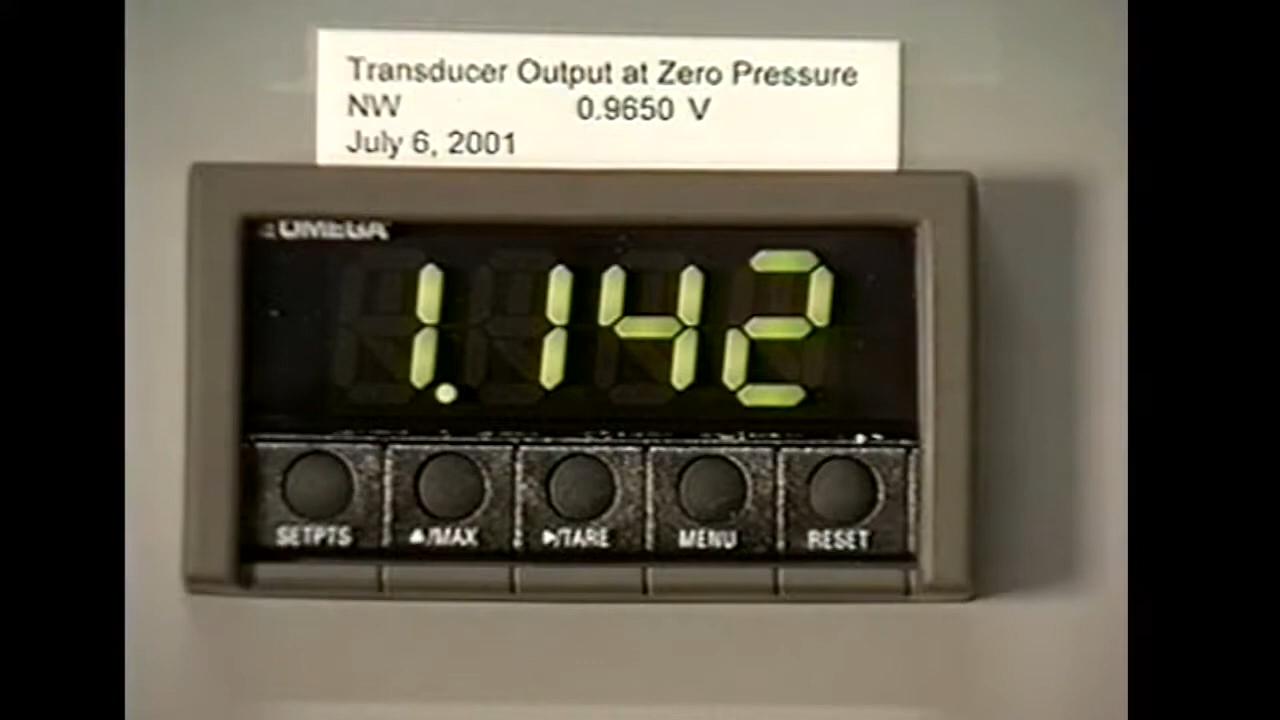 Transducer Output at Zero Pressure
NW 0.9650 V
July 6, 2001
OMEGA
1.142
SETPTS ▲/MAX ▶/TARE MENU RESET